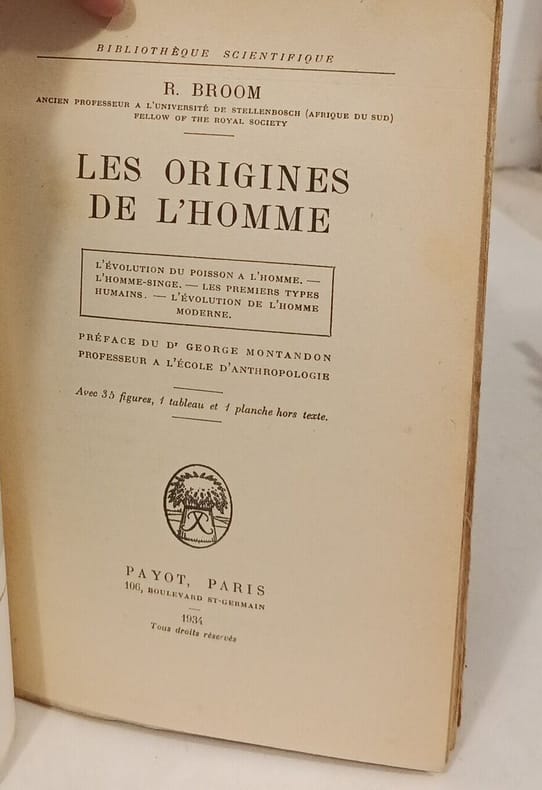 BIBLIOTHÈQUE SCIENTIFIQUE
R. BROOM
ANCIEN PROFESSEUR A L'UNIVERSITÉ DE STELLENBOSCH (AFRIQUE DU SUD)
FELLOW OF THE ROYAL SOCIETY
LES ORIGINES
DE L'HOMME
L'ÉVOLUTION DU POISSON A L'HOMME. —
L'HOMME-SINGE. — LES PREMIERS TYPES
HUMAINS. — L'ÉVOLUTION DE L'HOMME
MODERNE.
PRÉFACE DU Dr GEORGE MONTANDON
PROFESSEUR A L'ÉCOLE D'ANTHROPOLOGIE
Avec 35 figures, 1 tableau et 1 planche hors texte.
PAYOT, PARIS
106, BOULEVARD ST-GERMAIN
1934
Tous droits réservés